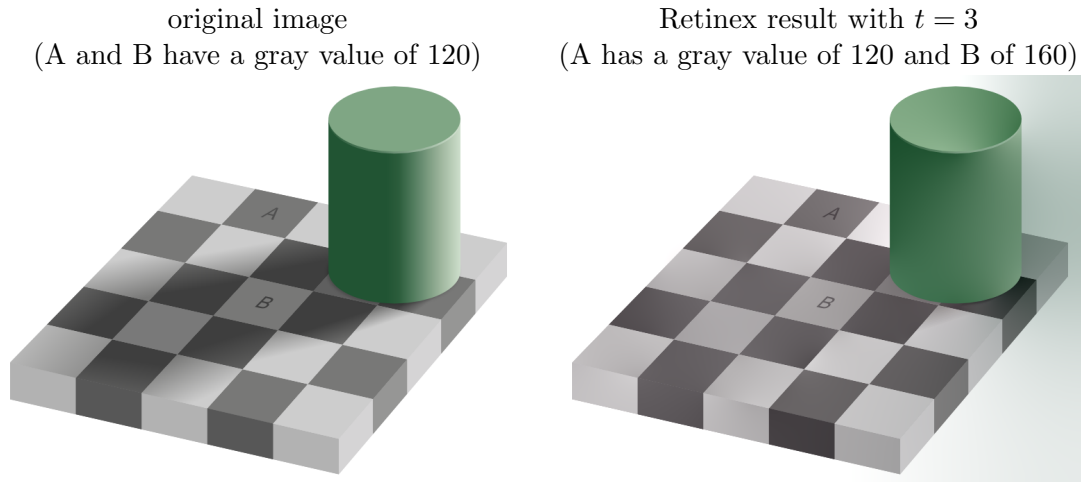 original image
(A and B have a gray value of 120)
Retinex result with t = 3
(A has a gray value of 120 and B of 160)
A
B
A
B